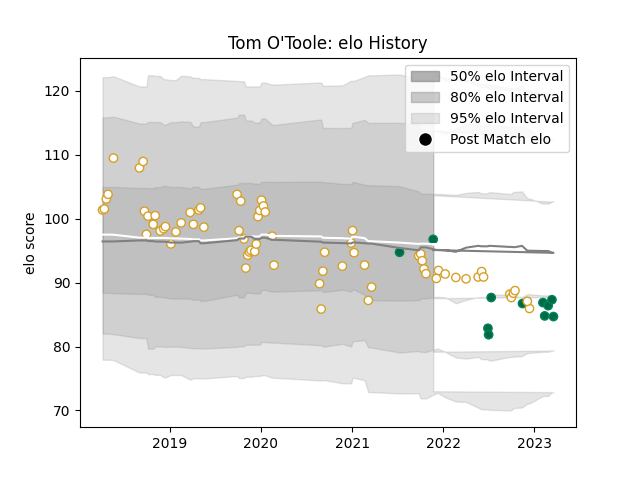 Tom O'Toole: elo History
50% elo Interval
80% elo Interval
95% elo Interval
Post Match elo
elo score
120
110
100
90
80
70
2019
2020
2021
2022
2023